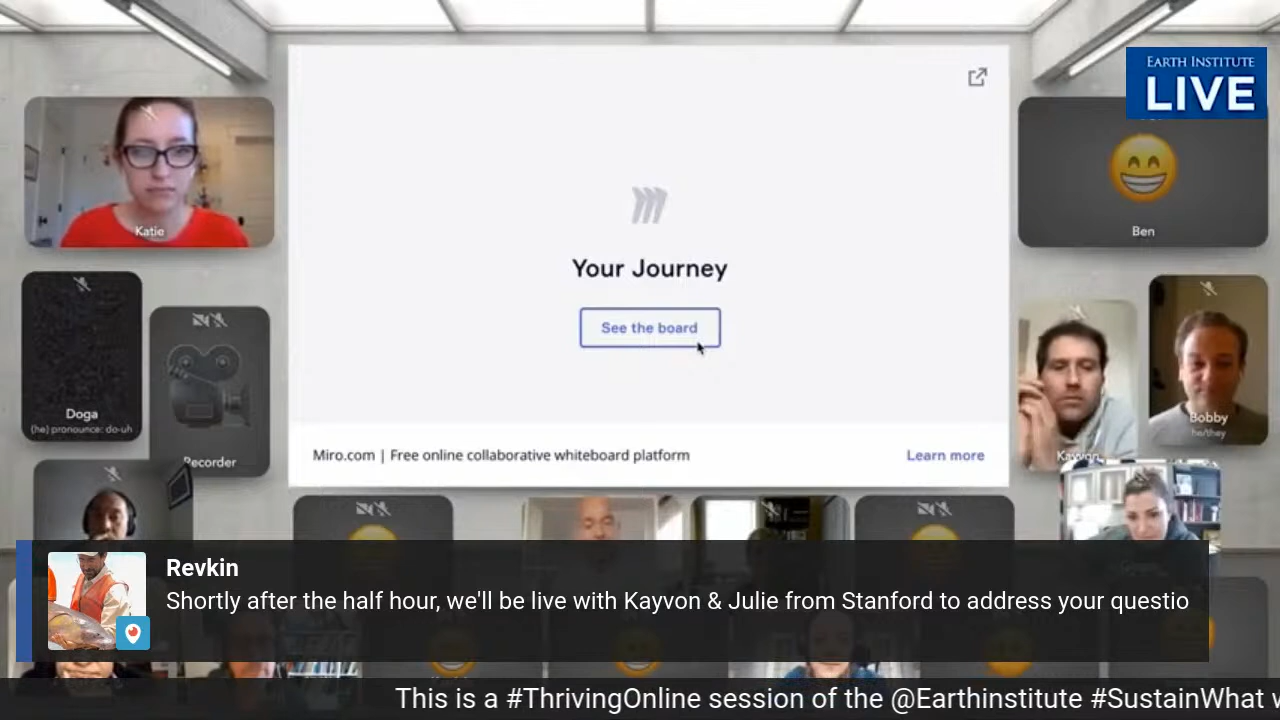 EARTH INSTITUTE
LIVE
Katie
Ben
Your Journey
See the board
Doga
(he) pronounce: do-uh
Recorder
Kayvon
Bobby
he/they
Miro.com | Free online collaborative whiteboard platform
Learn more
Revkin
Shortly after the half hour, we'll be live with Kayvon & Julie from Stanford to address your questio
This is a #ThrivingOnline session of the @Earthinstitute #SustainWhat w